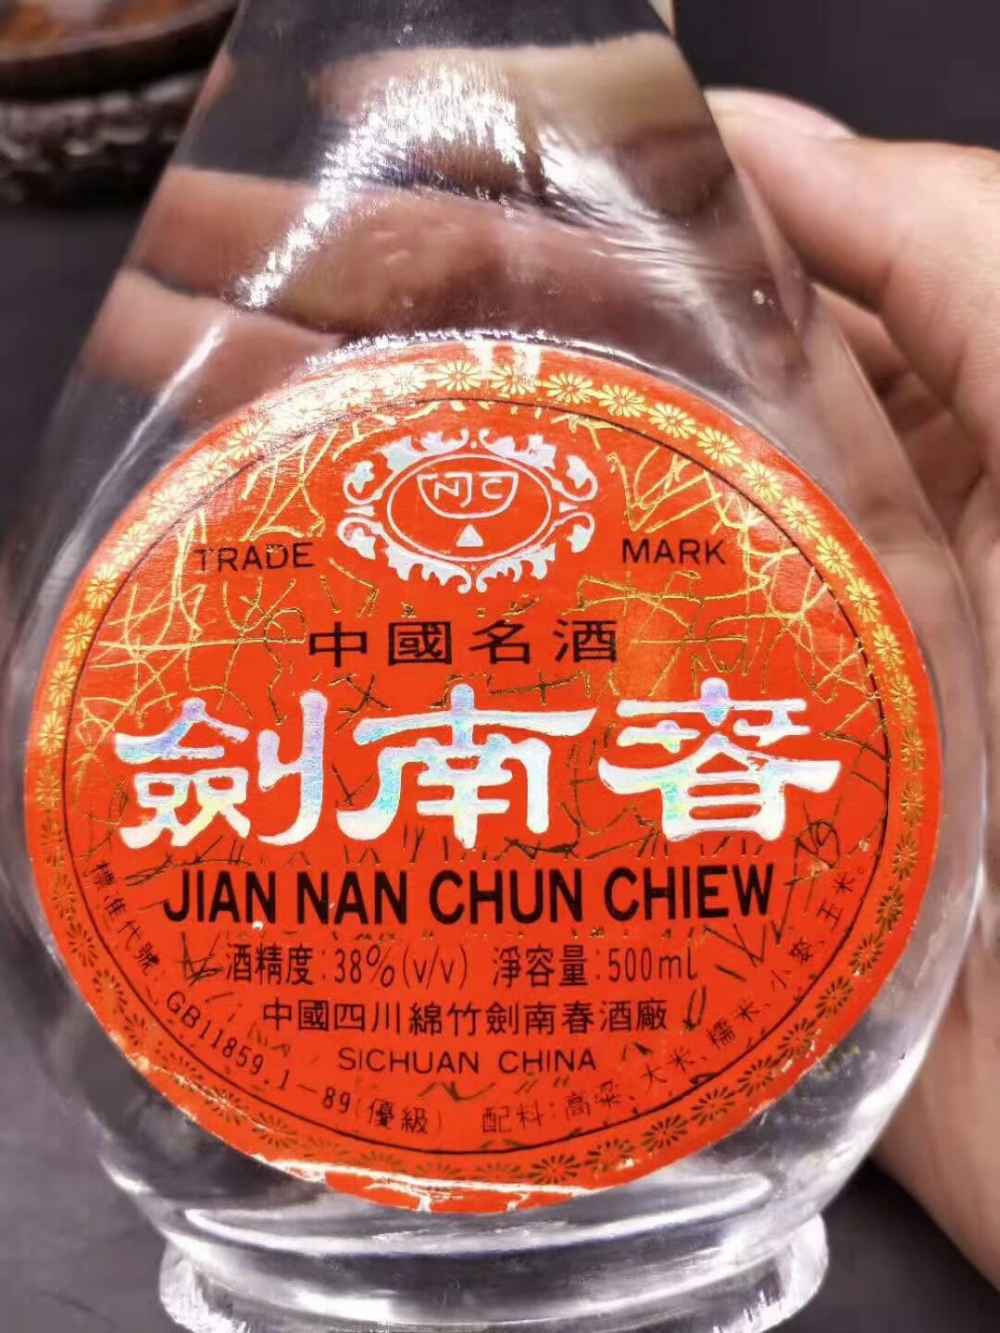 NJC
TRADE MARK
中國名酒
劍南春
JIAN NAN CHUN CHIEW
酒精度:38%(v/v) 淨容量:500ml
中國四川綿竹劍南春酒廠
SICHUAN CHINA
標準代號 GB11859.1-89(優級) 配料:高粱、大米、糯米、小麥、玉米。